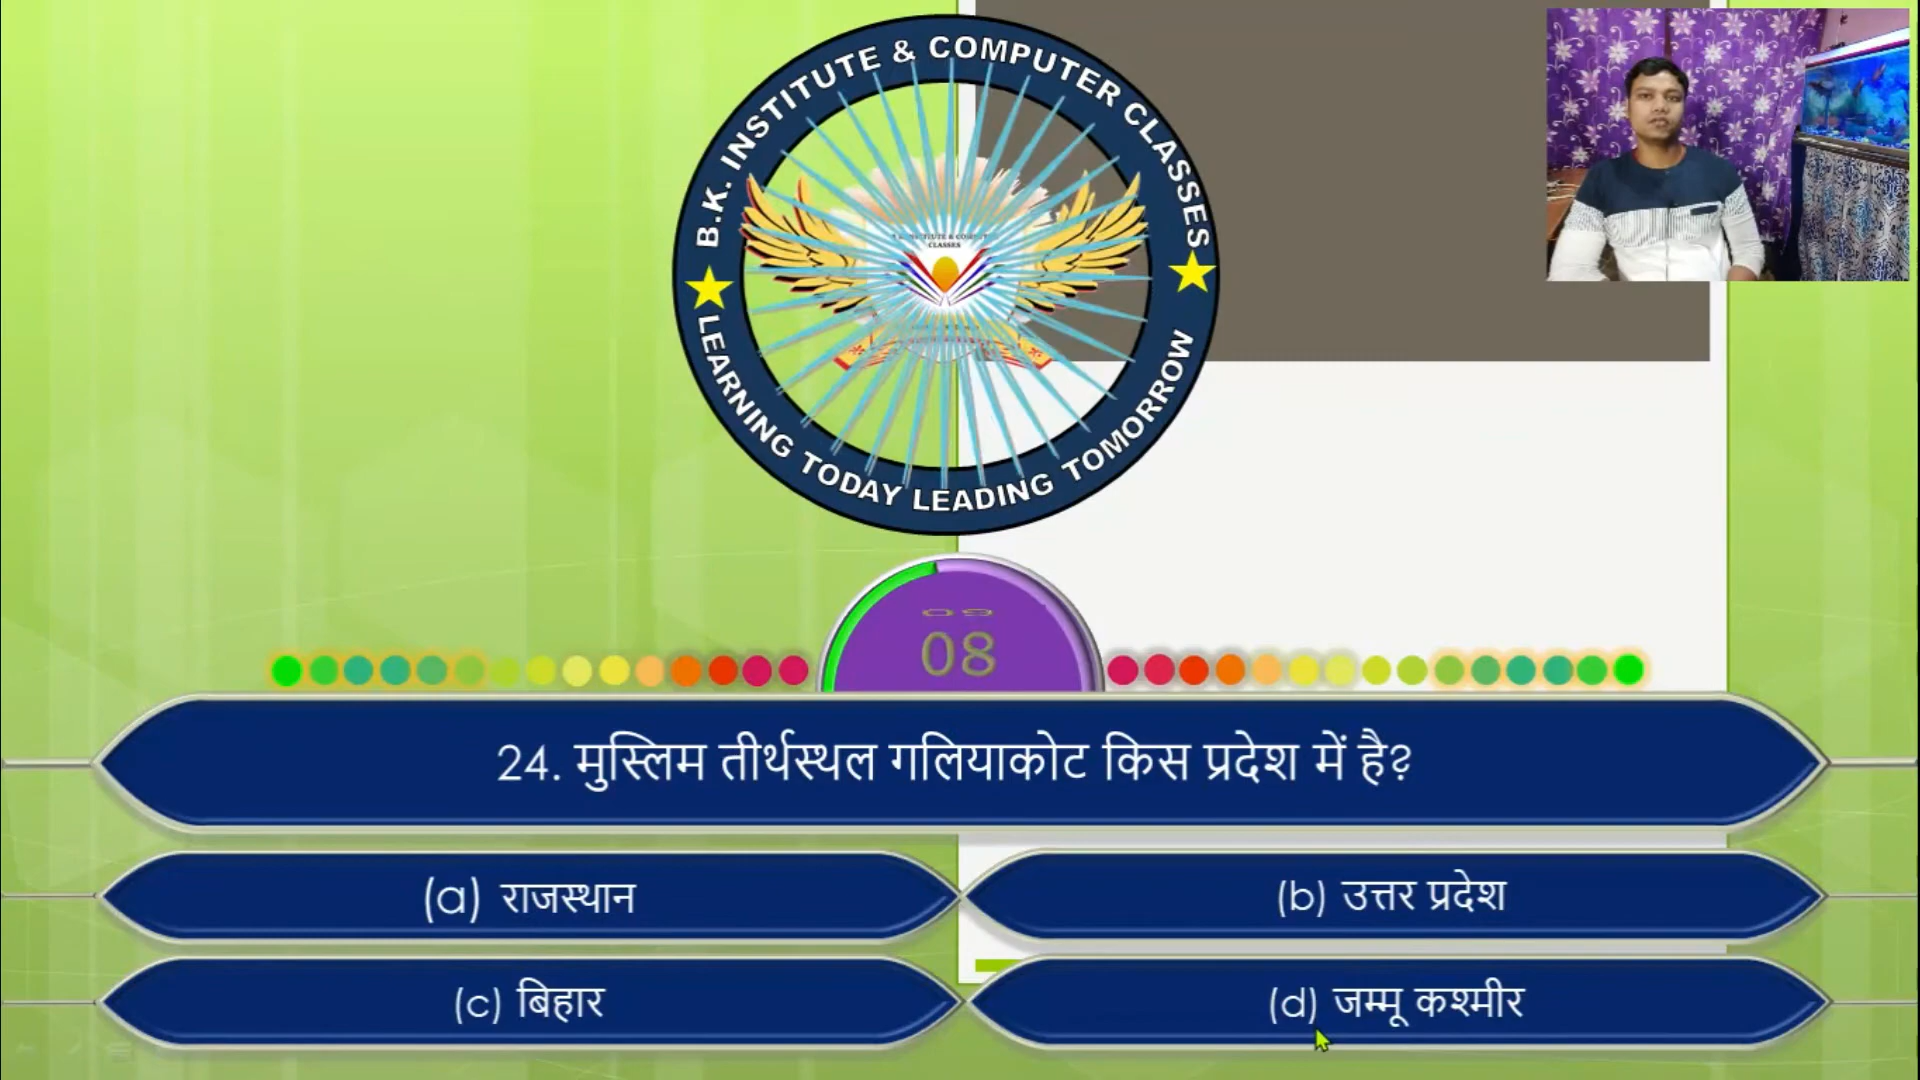 B.K. INSTITUTE & COMPUTER CLASSES
CLASSES
LEARNING TODAY LEADING TOMORROW
08
24. मुस्लिम तीर्थस्थल गलियाकोट किस प्रदेश में है?
(a) राजस्थान
(b) उत्तर प्रदेश
(c) बिहार
(d) जम्मू कश्मीर